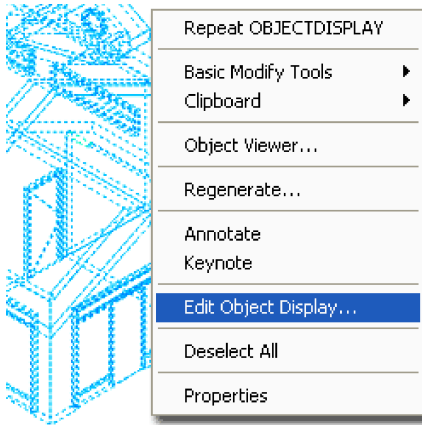 Repeat OBJECTDISPLAY
Basic Modify Tools
Clipboard
Object Viewer...
Regenerate...
Annotate
Keynote
Edit Object Display...
Deselect All
Properties